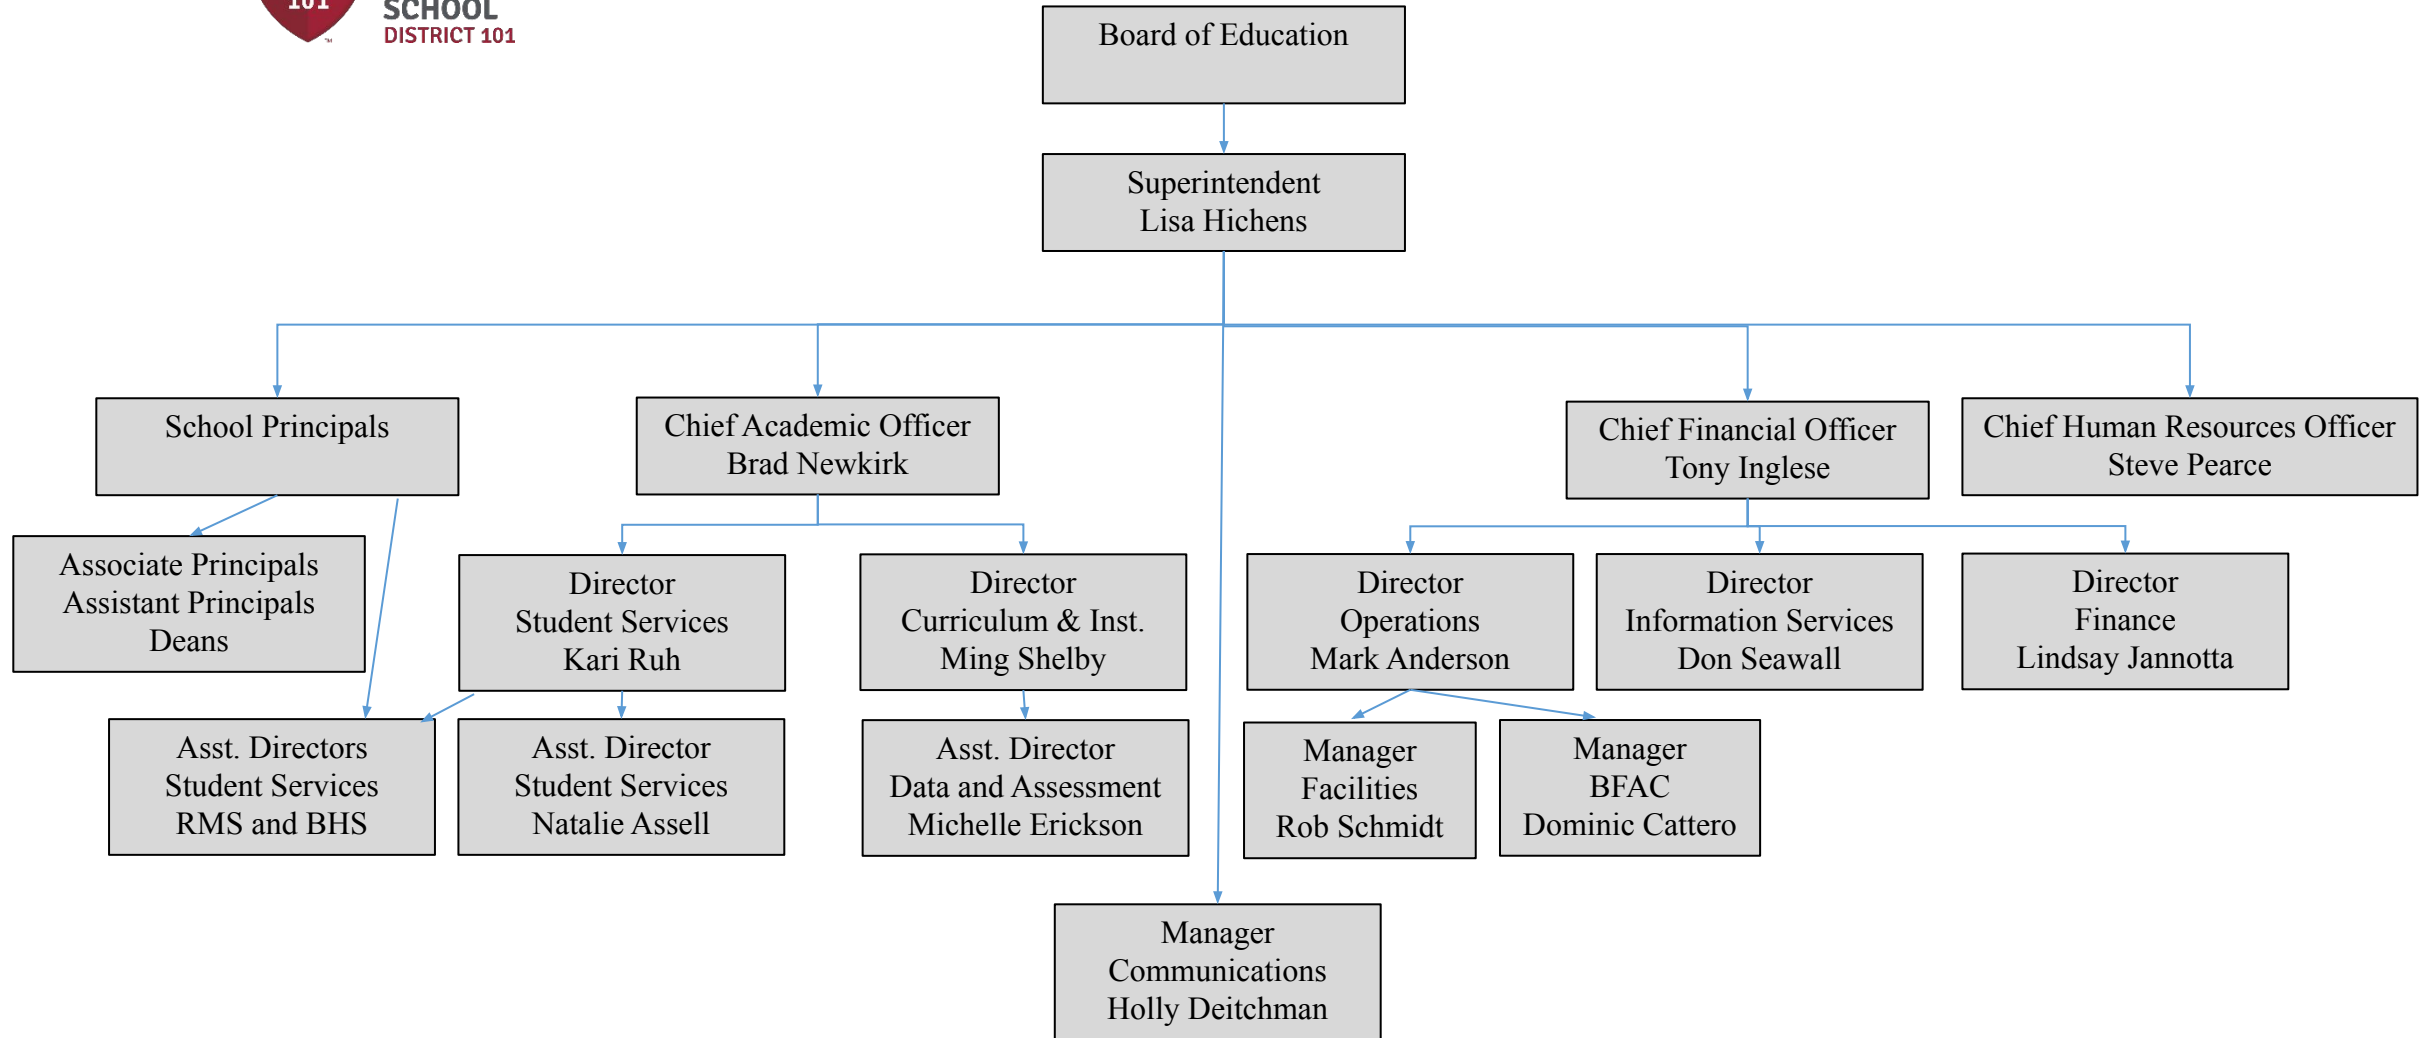 101
SCHOOL
DISTRICT 101
TM
Board of Education
Superintendent
Lisa Hichens
School Principals
Chief Academic Officer
Brad Newkirk
Chief Financial Officer
Tony Inglese
Chief Human Resources Officer
Steve Pearce
Associate Principals
Assistant Principals
Deans
Director
Student Services
Kari Ruh
Director
Curriculum & Inst.
Ming Shelby
Director
Operations
Mark Anderson
Director
Information Services
Don Seawall
Director
Finance
Lindsay Jannotta
Asst. Directors
Student Services
RMS and BHS
Asst. Director
Student Services
Natalie Assell
Asst. Director
Data and Assessment
Michelle Erickson
Manager
Facilities
Rob Schmidt
Manager
BFAC
Dominic Cattero
Manager
Communications
Holly Deitchman